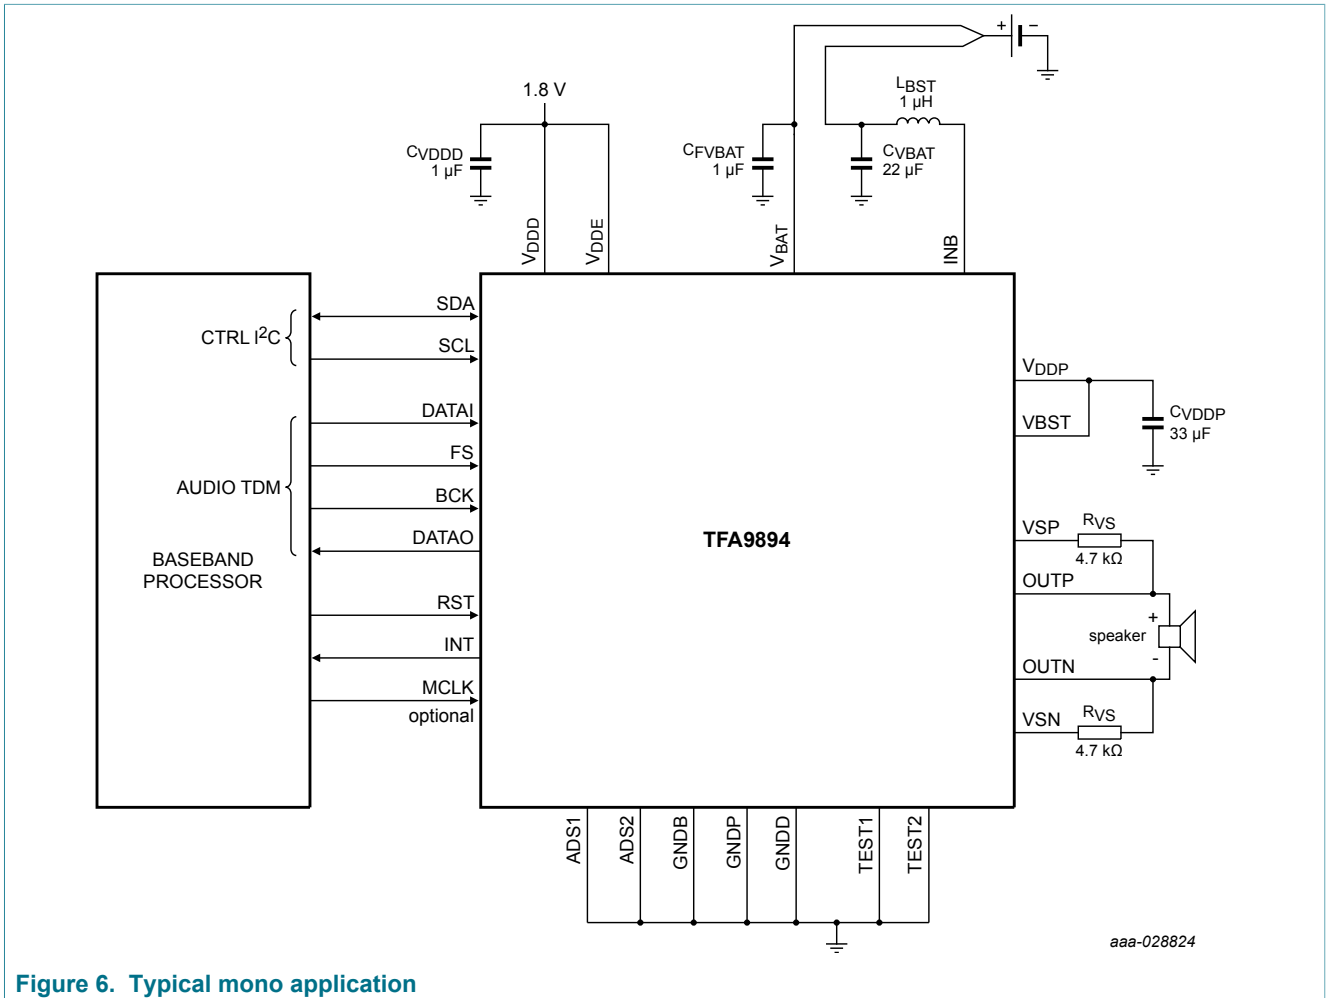 + −
1.8 V
LBST
1 μH
CVDDD
1 μF
CFVBAT
1 μF
CVBAT
22 μF
VDDD
VDDE
VBAT
INB
CTRL I²C
SDA
SCL
AUDIO TDM
DATAI
FS
BCK
DATAO
BASEBAND
PROCESSOR
RST
INT
MCLK
optional
TFA9894
VDDP
VBST
CVDDP
33 μF
VSP
RVS
4.7 kΩ
OUTP
+
speaker
-
OUTN
VSN
RVS
4.7 kΩ
ADS1
ADS2
GNDB
GNDP
GNDD
TEST1
TEST2
aaa-028824
Figure 6. Typical mono application